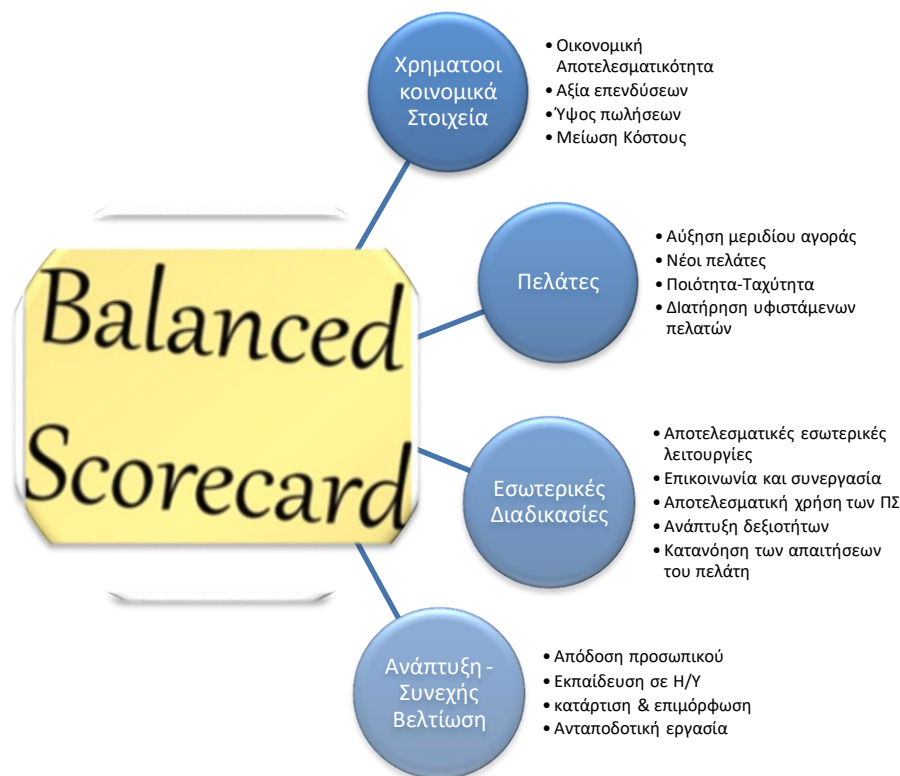 Χρηματοοι
κοινομικά
Στοιχεία
• Οικονομική
Αποτελεσματικότητα
• Αξία επενδύσεων
• Ύψος πωλήσεων
• Μείωση Κόστους
Balanced
Scorecard
Πελάτες
• Αύξηση μεριδίου αγοράς
• Νέοι πελάτες
• Ποιότητα-Ταχύτητα
• ΔΙατήρηση υφιστάμενων
πελατών
Εσωτερικές
Διαδικασίες
• Αποτελεσματικές εσωτερικές
λειτουργίες
• Επικοινωνία και συνεργασία
• Αποτελεσματική χρήση των ΠΣ
• Ανάπτυξη δεξιοτήτων
• Κατανόηση των απαιτήσεων
του πελάτη
Ανάπτυξη -
Συνεχής
Βελτίωση
• Απόδοση προσωπικού
• Εκπαίδευση σε Η/Υ
• κατάρτιση & επιμόρφωση
• Ανταποδοτική εργασία